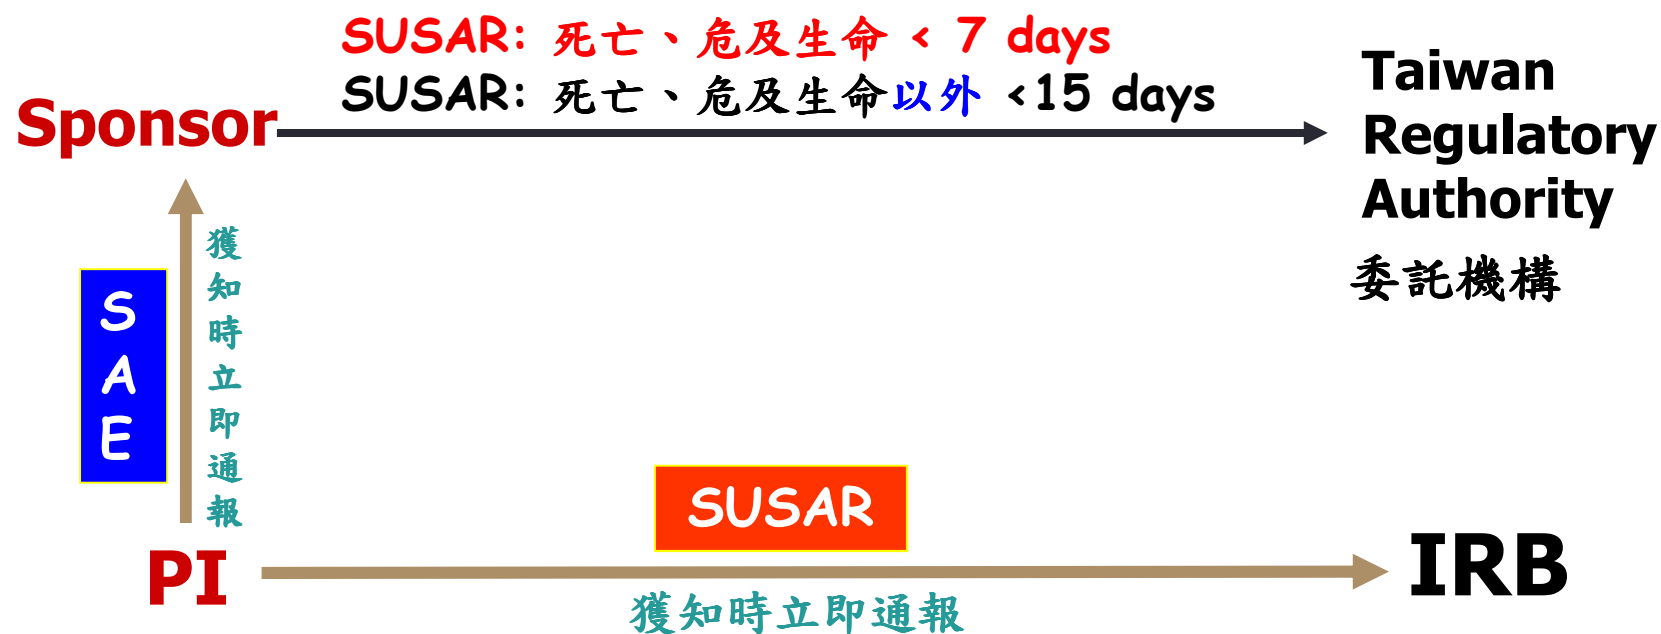 SUSAR: 死亡、危及生命 < 7 days
SUSAR: 死亡、危及生命以外 <15 days
Sponsor
Taiwan
Regulatory
Authority
委託機構
SAE
獲知時立即通報
SUSAR
PI
IRB
獲知時立即通報